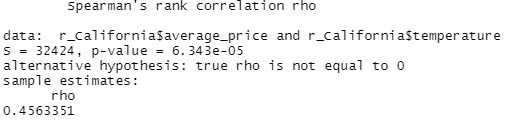 Spearman's rank correlation rho
data: r_California$average_price and r_California$temperature
S = 32424, p-value = 6.343e-05
alternative hypothesis: true rho is not equal to 0
sample estimates:
rho
0.4563351